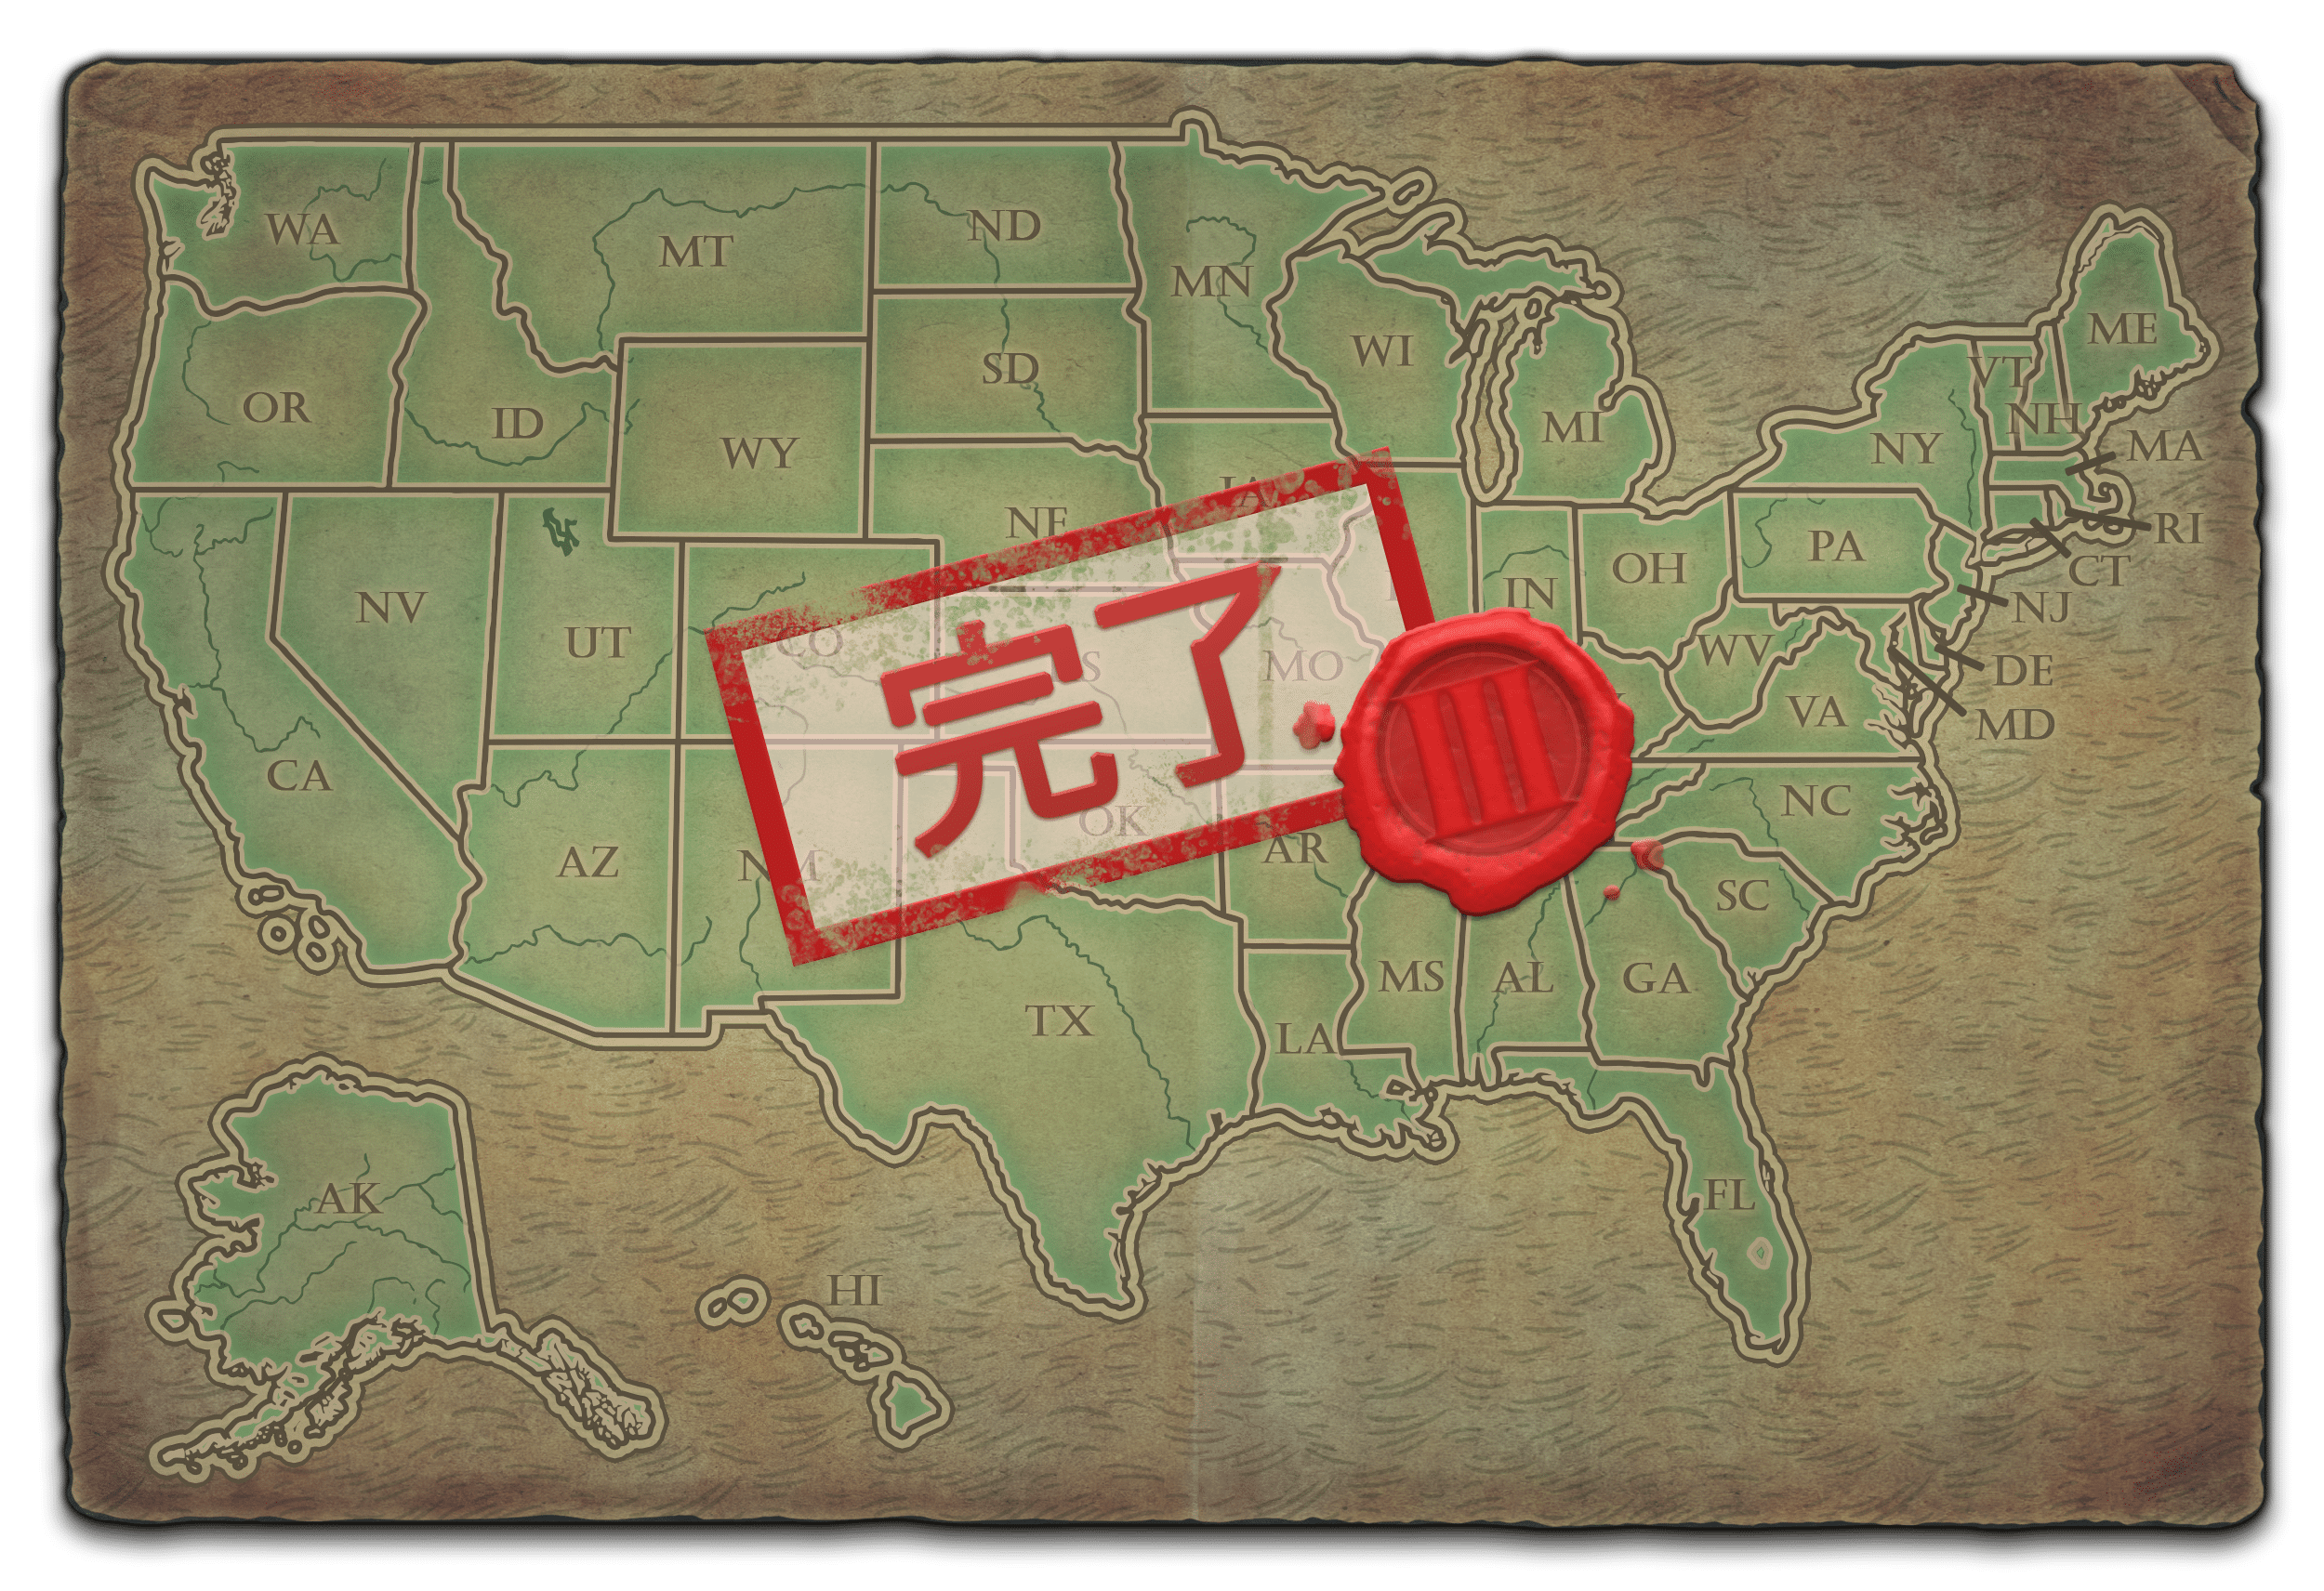 WA
MT
ND
MN
OR
ID
SD
WY
WI
MI
ME
VT
NH
MA
NY
RI
CT
NJ
PA
OH
IN
IA
NE
NV
UT
CO
MO
WV
VA
DE
MD
CA
AZ
NM
OK
AR
NC
SC
TX
LA
MS
AL
GA
FL
AK
HI
完了
III